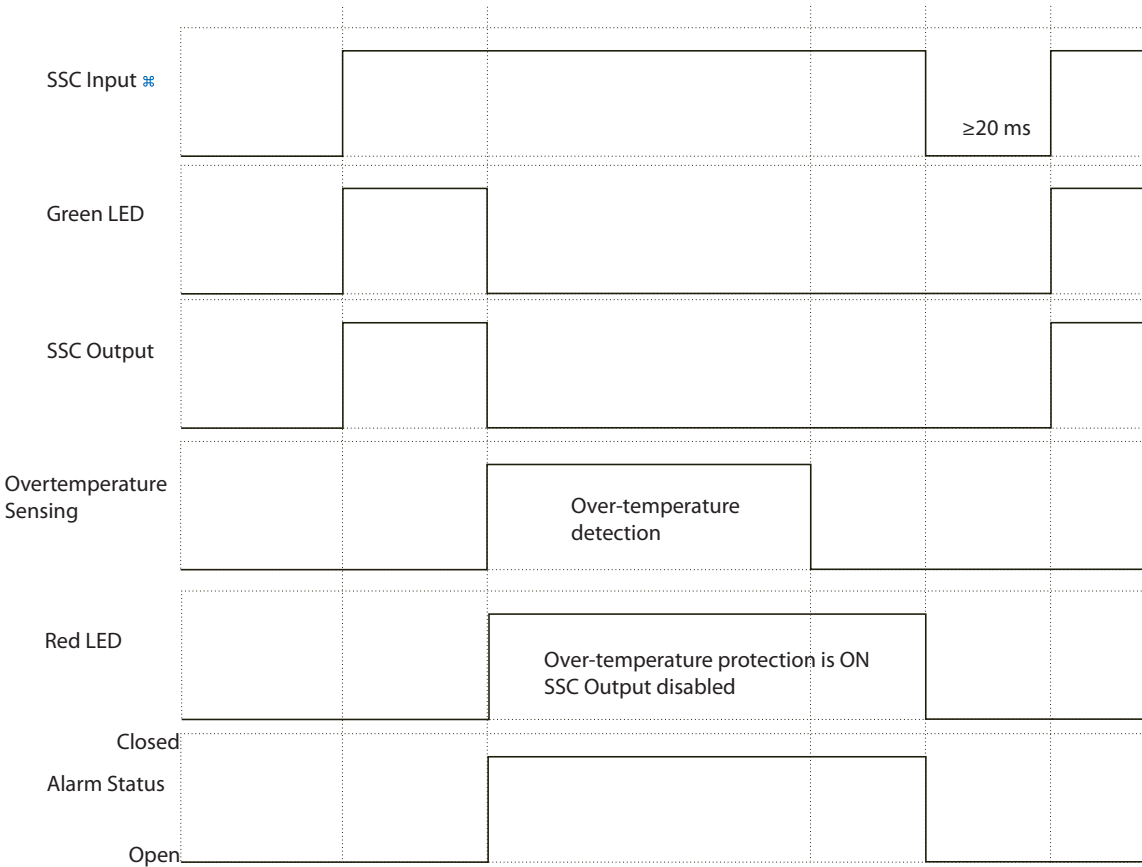 SSC Input ⌘
≥20 ms
Green LED
SSC Output
Overtemperature
Sensing
Over-temperature
detection
Red LED
Over-temperature protection is ON
SSC Output disabled
Closed
Alarm Status
Open